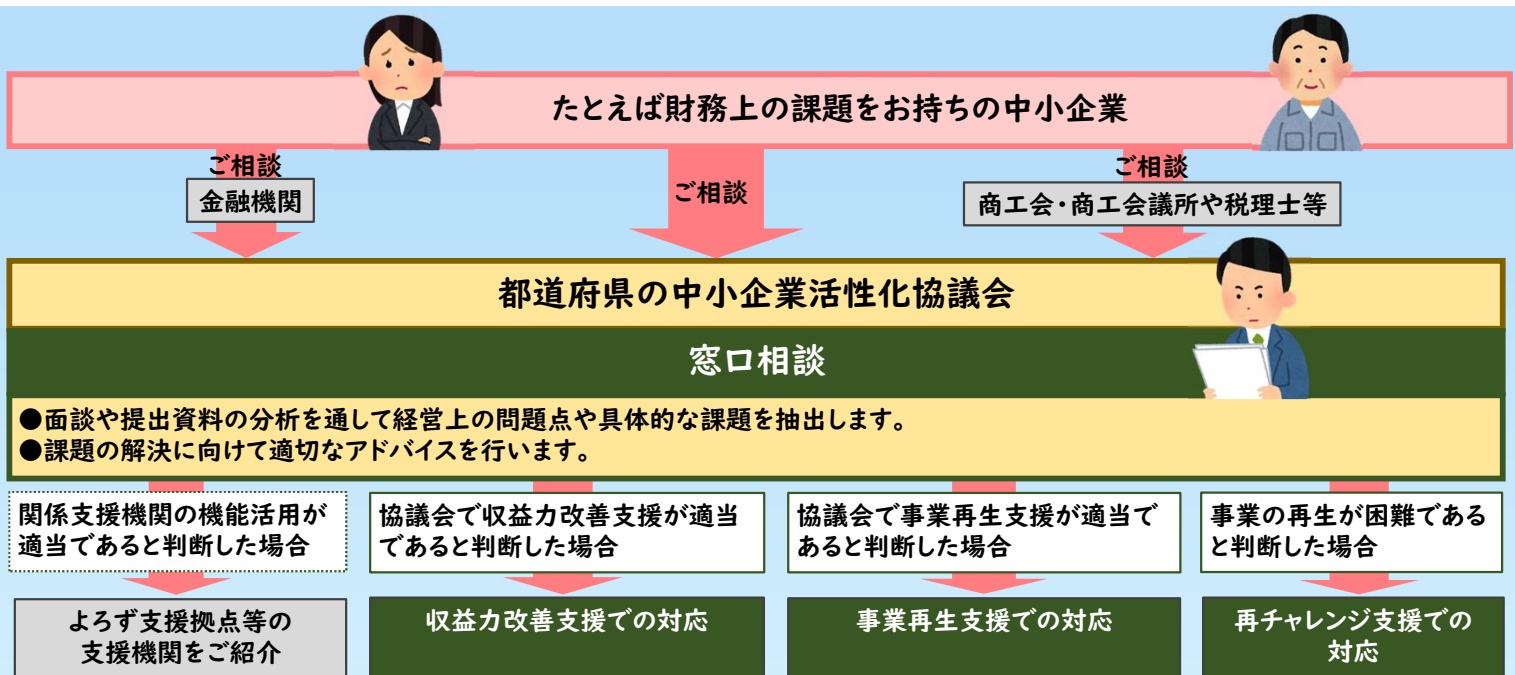 たとえば財務上の課題をお持ちの中小企業
ご相談
金融機関
ご相談
ご相談
商工会・商工会議所や税理士等
都道府県の中小企業活性化協議会
窓口相談
●面談や提出資料の分析を通して経営上の問題点や具体的な課題を抽出します。
●課題の解決に向けて適切なアドバイスを行います。
関係支援機関の機能活用が
適当であると判断した場合
協議会で収益力改善支援が適当
であると判断した場合
協議会で事業再生支援が適当で
あると判断した場合
事業の再生が困難である
と判断した場合
よろず支援拠点等の
支援機関をご紹介
収益力改善支援での対応
事業再生支援での対応
再チャレンジ支援での
対応